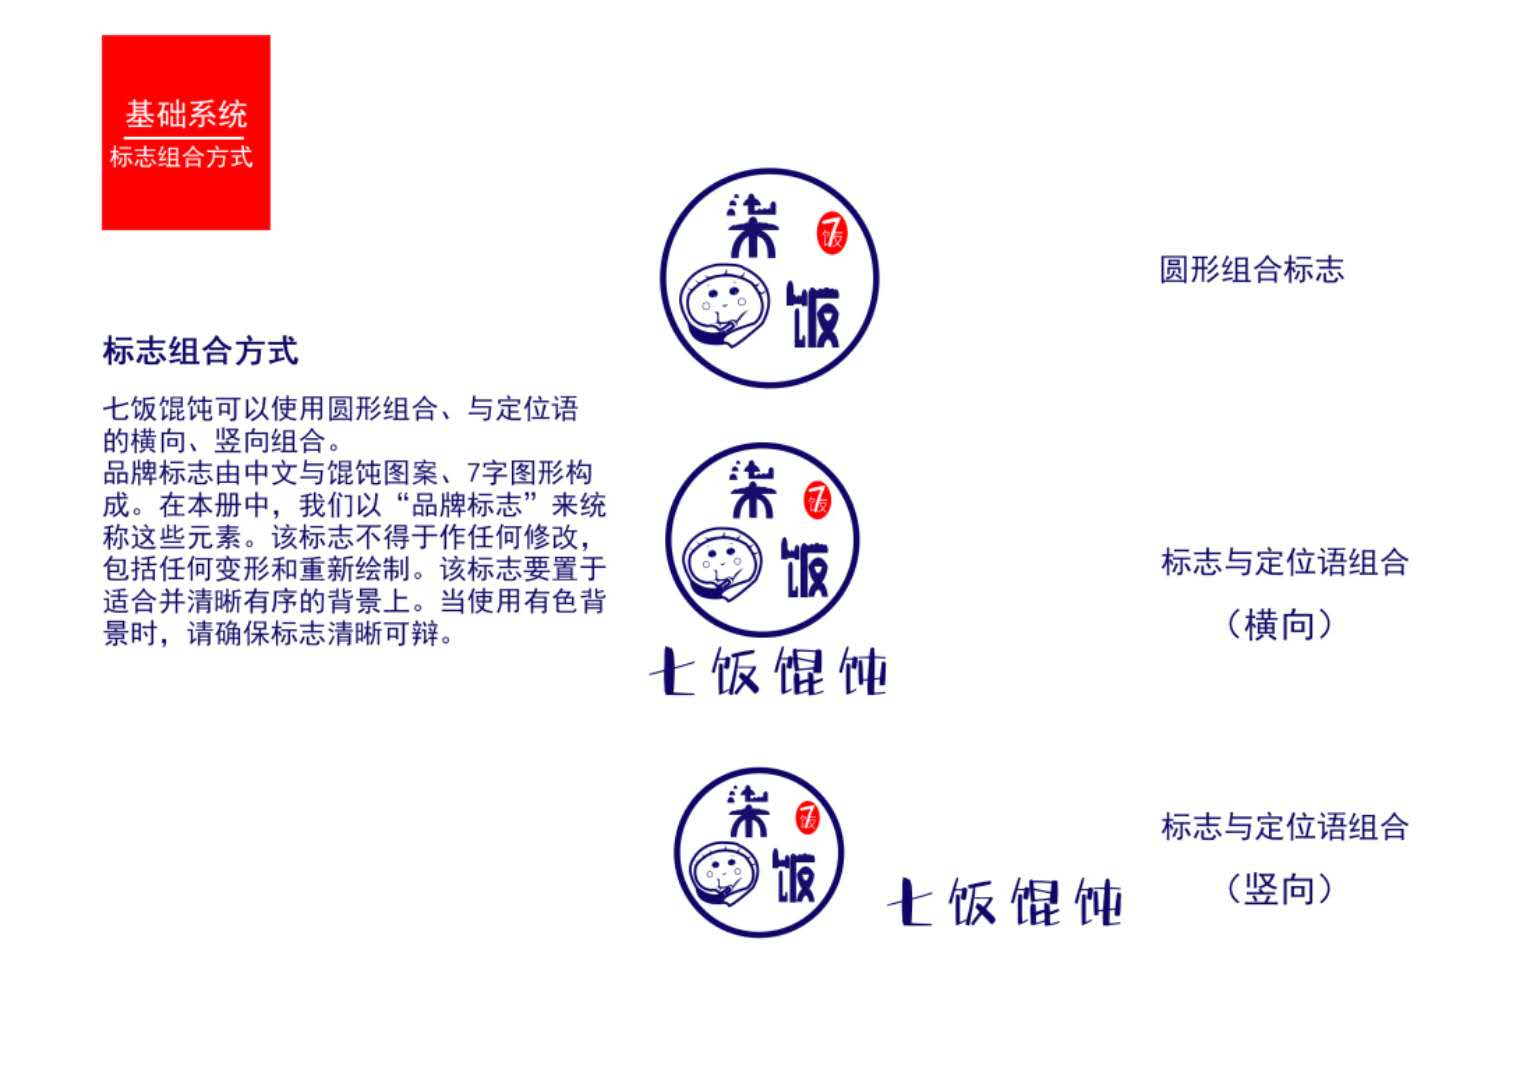 基础系统
标志组合方式
标志组合方式
七饭馄饨可以使用圆形组合、与定位语
的横向、竖向组合。
品牌标志由中文与馄饨图案、7字图形构
成。在本册中，我们以“品牌标志”来统
称这些元素。该标志不得于作任何修改，
包括任何变形和重新绘制。该标志要置于
适合并清晰有序的背景上。当使用有色背
景时，请确保标志清晰可辩。
柒
7
饭
饭
圆形组合标志
柒
7
饭
饭
七饭馄饨
标志与定位语组合
（横向）
柒
7
饭
饭
七饭馄饨
标志与定位语组合
（竖向）